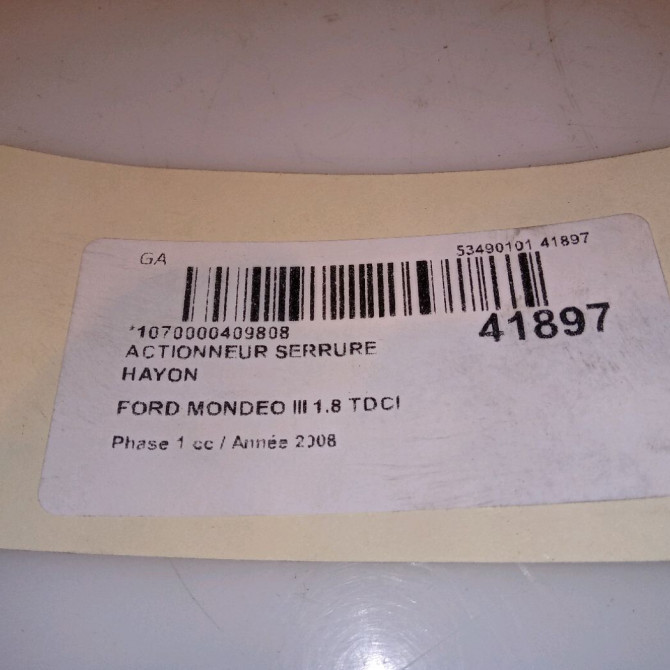 GA
53490101 41897
*1070000409808
41897
ACTIONNEUR SERRURE
HAYON
FORD MONDEO III 1.8 TDCI
Phase 1 cc / Année 2008